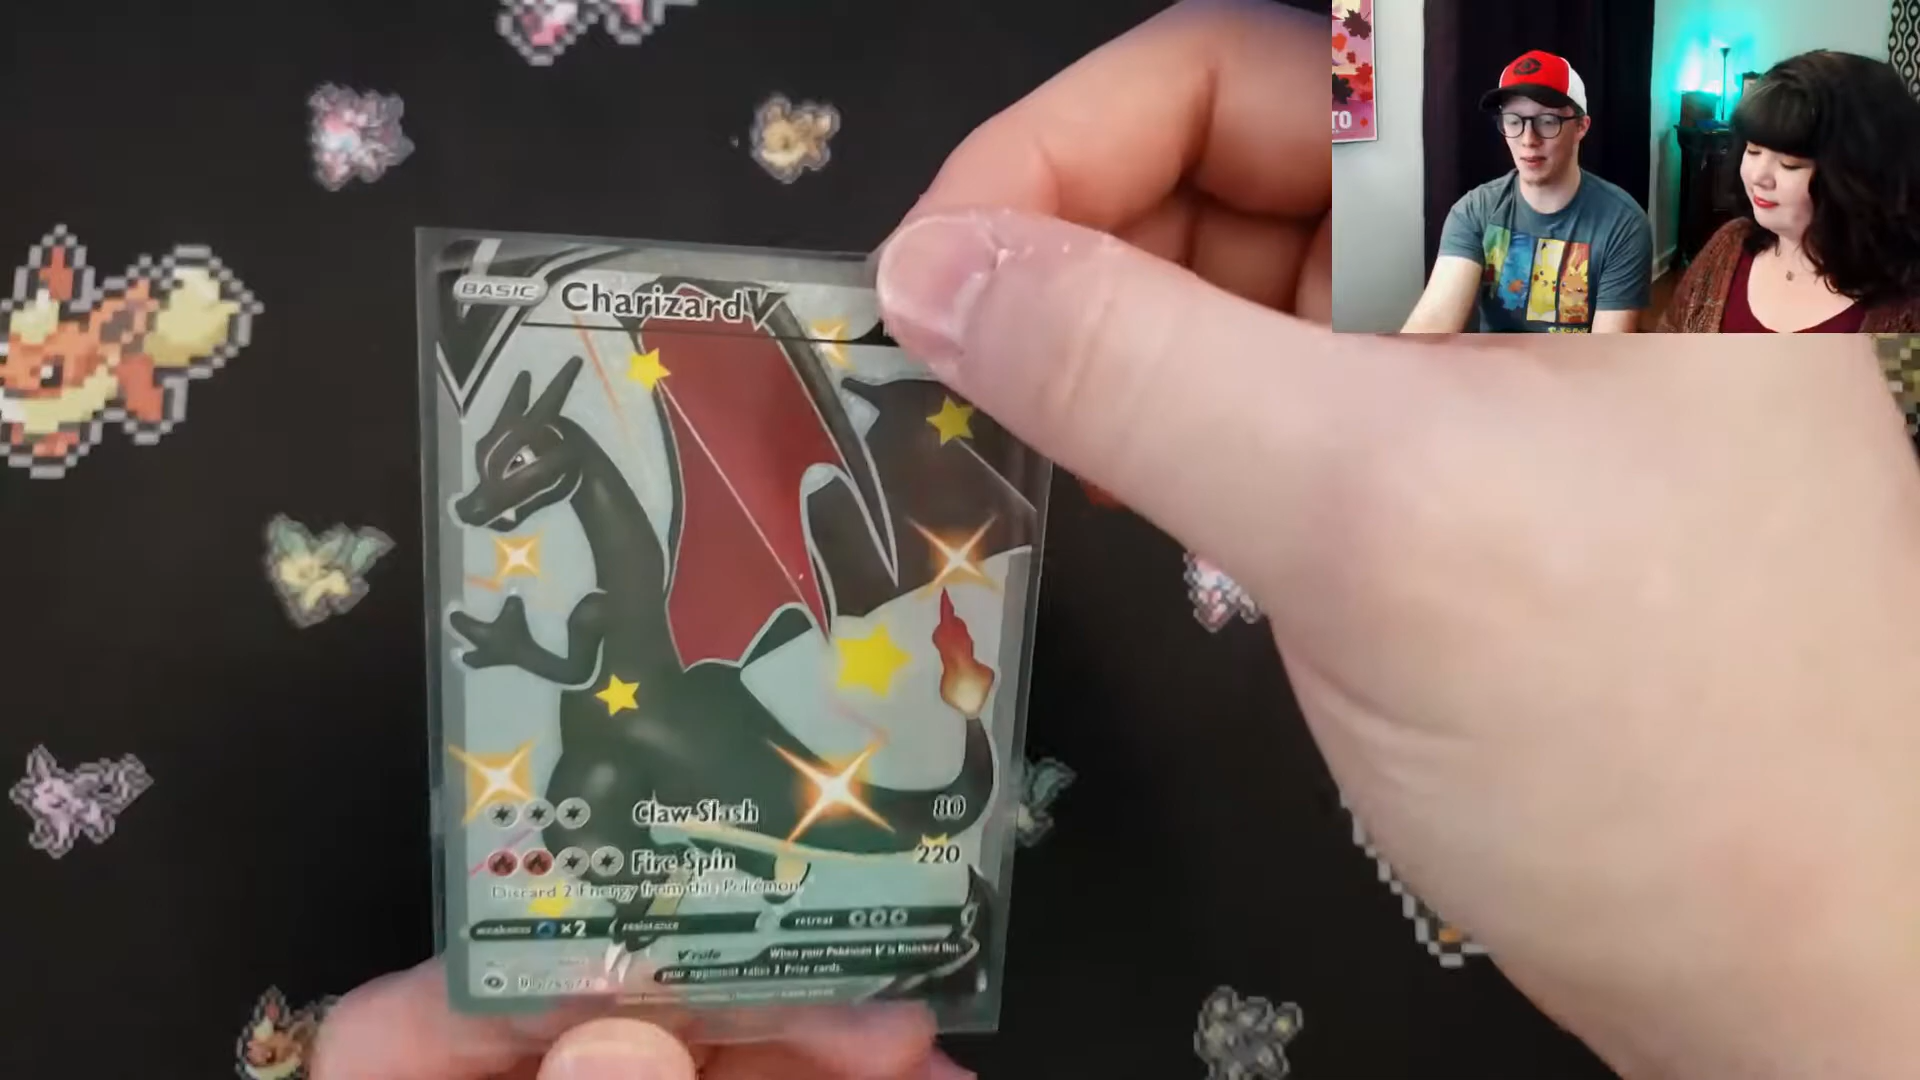 BASIC
Charizard V
TO
Claw Slash 80
Fire Spin 220
Discard 2 Energy from this Pokémon.
weakness ×2 resistance retreat
V rule When your Pokémon V is Knocked Out,
your opponent takes 2 Prize cards.